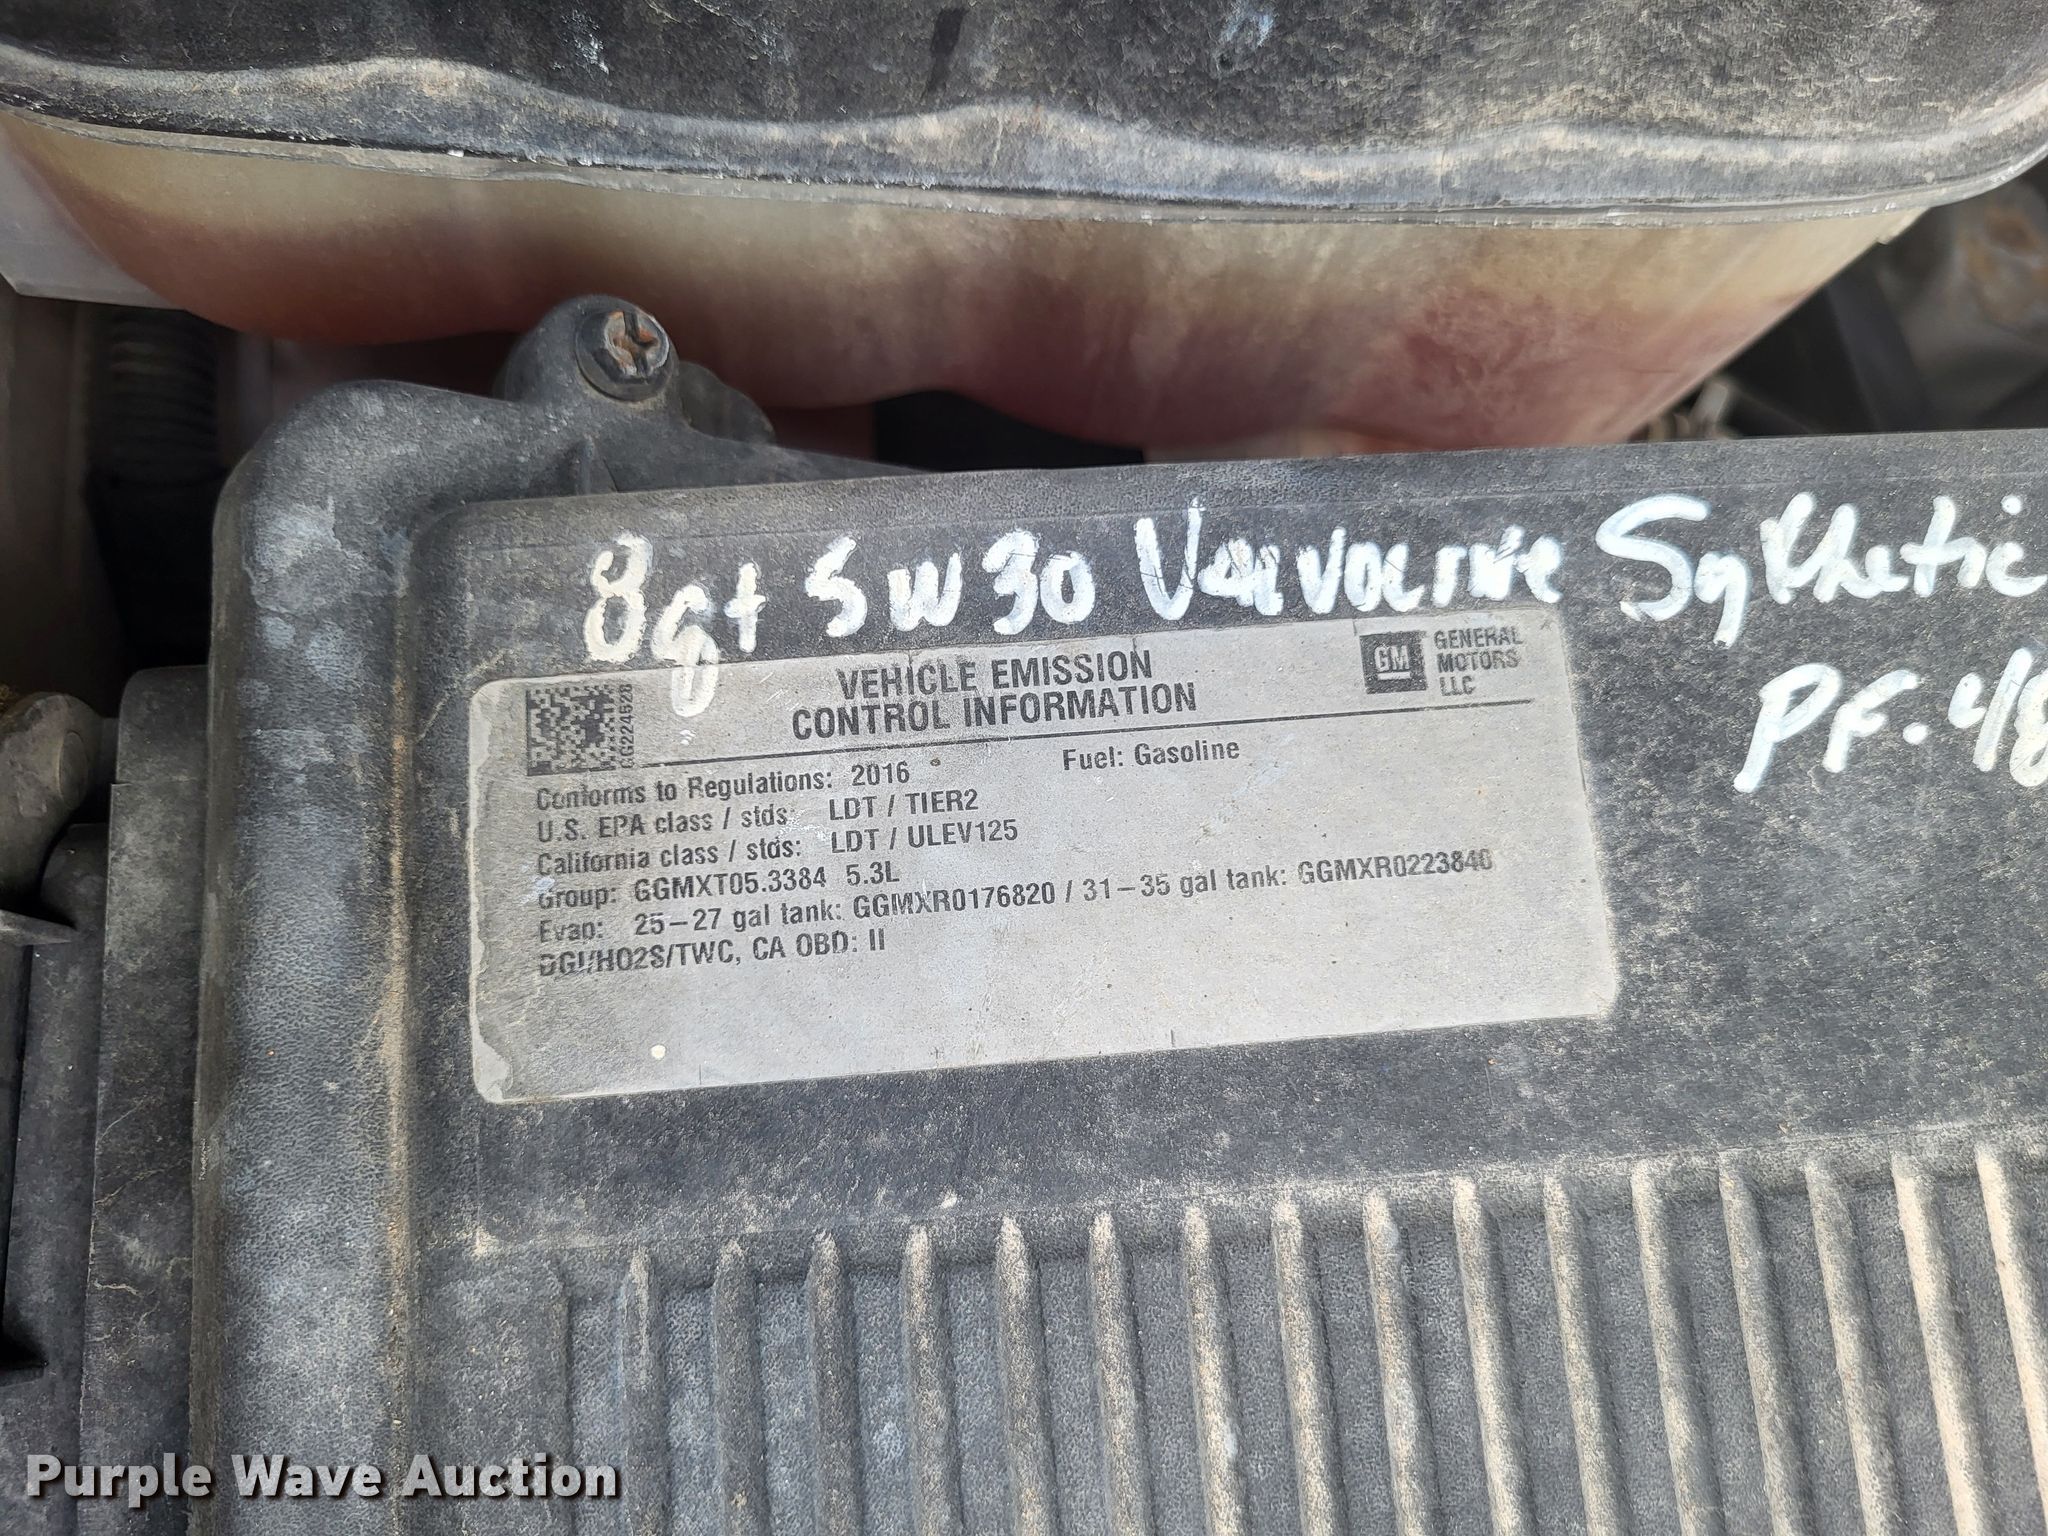 8qt 5W30 Valvoline Sythetic
PF.48
GG224528
VEHICLE EMISSION
CONTROL INFORMATION
GM
GENERAL
MOTORS
LLC
Conforms to Regulations: 2016 Fuel: Gasoline
U.S. EPA class / stds: LDT / TIER2
California class / stds: LDT / ULEV125
Group: GGMXT05.3384 5.3L
Evap: 25–27 gal tank: GGMXR0176820 / 31–35 gal tank: GGMXR0223840
DGI/HO2S/TWC, CA OBD: II
Purple Wave Auction